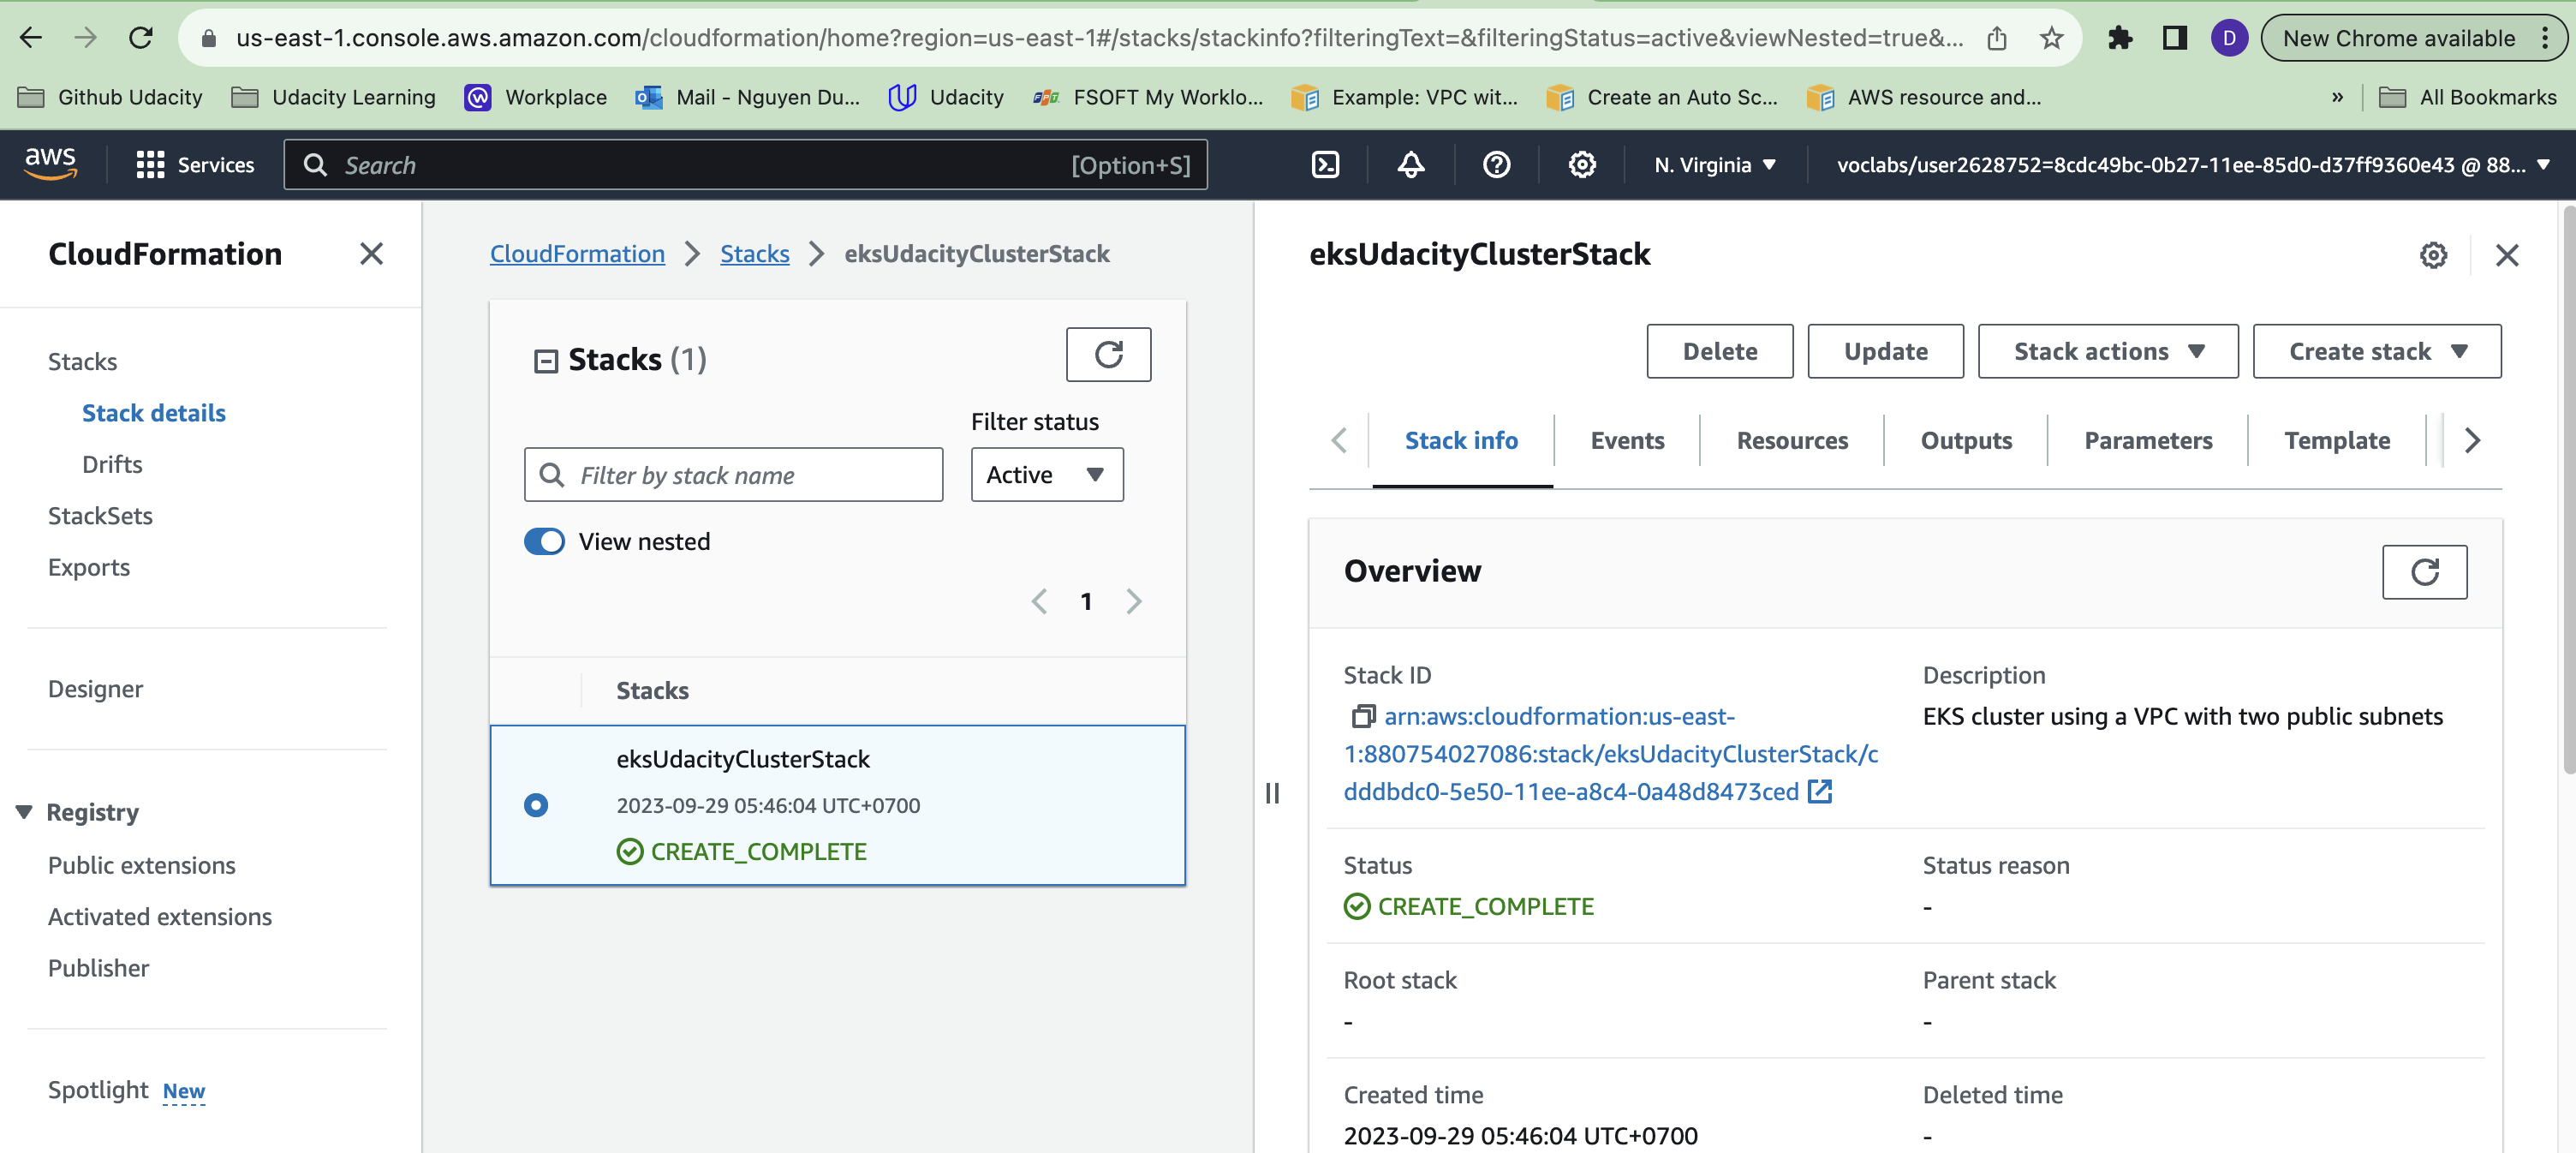 us-east-1.console.aws.amazon.com/cloudformation/home?region=us-east-1#/stacks/stackinfo?filteringText=&filteringStatus=active&viewNested=true&...
D
New Chrome available
Github Udacity
Udacity Learning
Workplace
Mail - Nguyen Du...
Udacity
FPT
FSOFT My Worklo...
Example: VPC wit...
Create an Auto Sc...
AWS resource and...
»
All Bookmarks
aws
Services
Search
[Option+S]
N. Virginia
voclabs/user2628752=8cdc49bc-0b27-11ee-85d0-d37ff9360e43 @ 88...
CloudFormation
Stacks
Stack details
Drifts
StackSets
Exports
Designer
Registry
Public extensions
Activated extensions
Publisher
Spotlight New
CloudFormation
Stacks
eksUdacityClusterStack
Stacks (1)
Filter status
Filter by stack name
Active
View nested
1
Stacks
eksUdacityClusterStack
2023-09-29 05:46:04 UTC+0700
CREATE_COMPLETE
eksUdacityClusterStack
Delete
Update
Stack actions
Create stack
Stack info
Events
Resources
Outputs
Parameters
Template
Overview
Stack ID
arn:aws:cloudformation:us-east-
1:880754027086:stack/eksUdacityClusterStack/c
dddbdc0-5e50-11ee-a8c4-0a48d8473ced
Description
EKS cluster using a VPC with two public subnets
Status
CREATE_COMPLETE
Status reason
-
Root stack
-
Parent stack
-
Created time
2023-09-29 05:46:04 UTC+0700
Deleted time
-